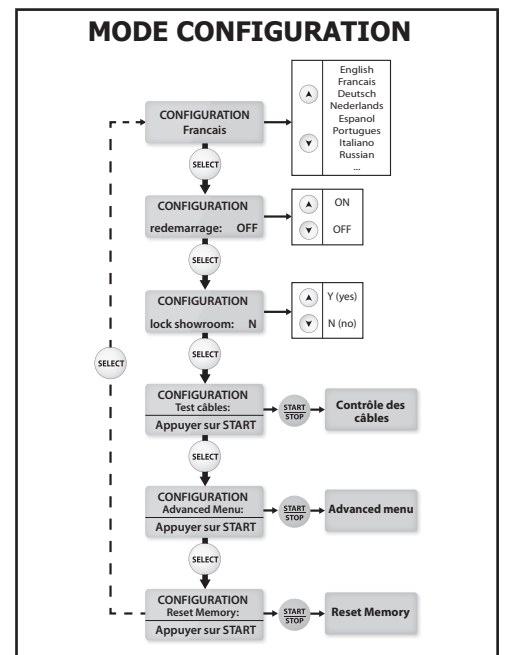 MODE CONFIGURATION
CONFIGURATION
Francais
English
Francais
Deutsch
Nederlands
Espanol
Portugues
Italiano
Russian
...
SELECT
CONFIGURATION
redemarrage: OFF
ON
OFF
SELECT
CONFIGURATION
lock showroom: N
Y (yes)
N (no)
SELECT
SELECT
CONFIGURATION
Test câbles:
Appuyer sur START
START
STOP
Contrôle des
câbles
SELECT
CONFIGURATION
Advanced Menu:
Appuyer sur START
START
STOP
Advanced menu
SELECT
CONFIGURATION
Reset Memory:
Appuyer sur START
START
STOP
Reset Memory